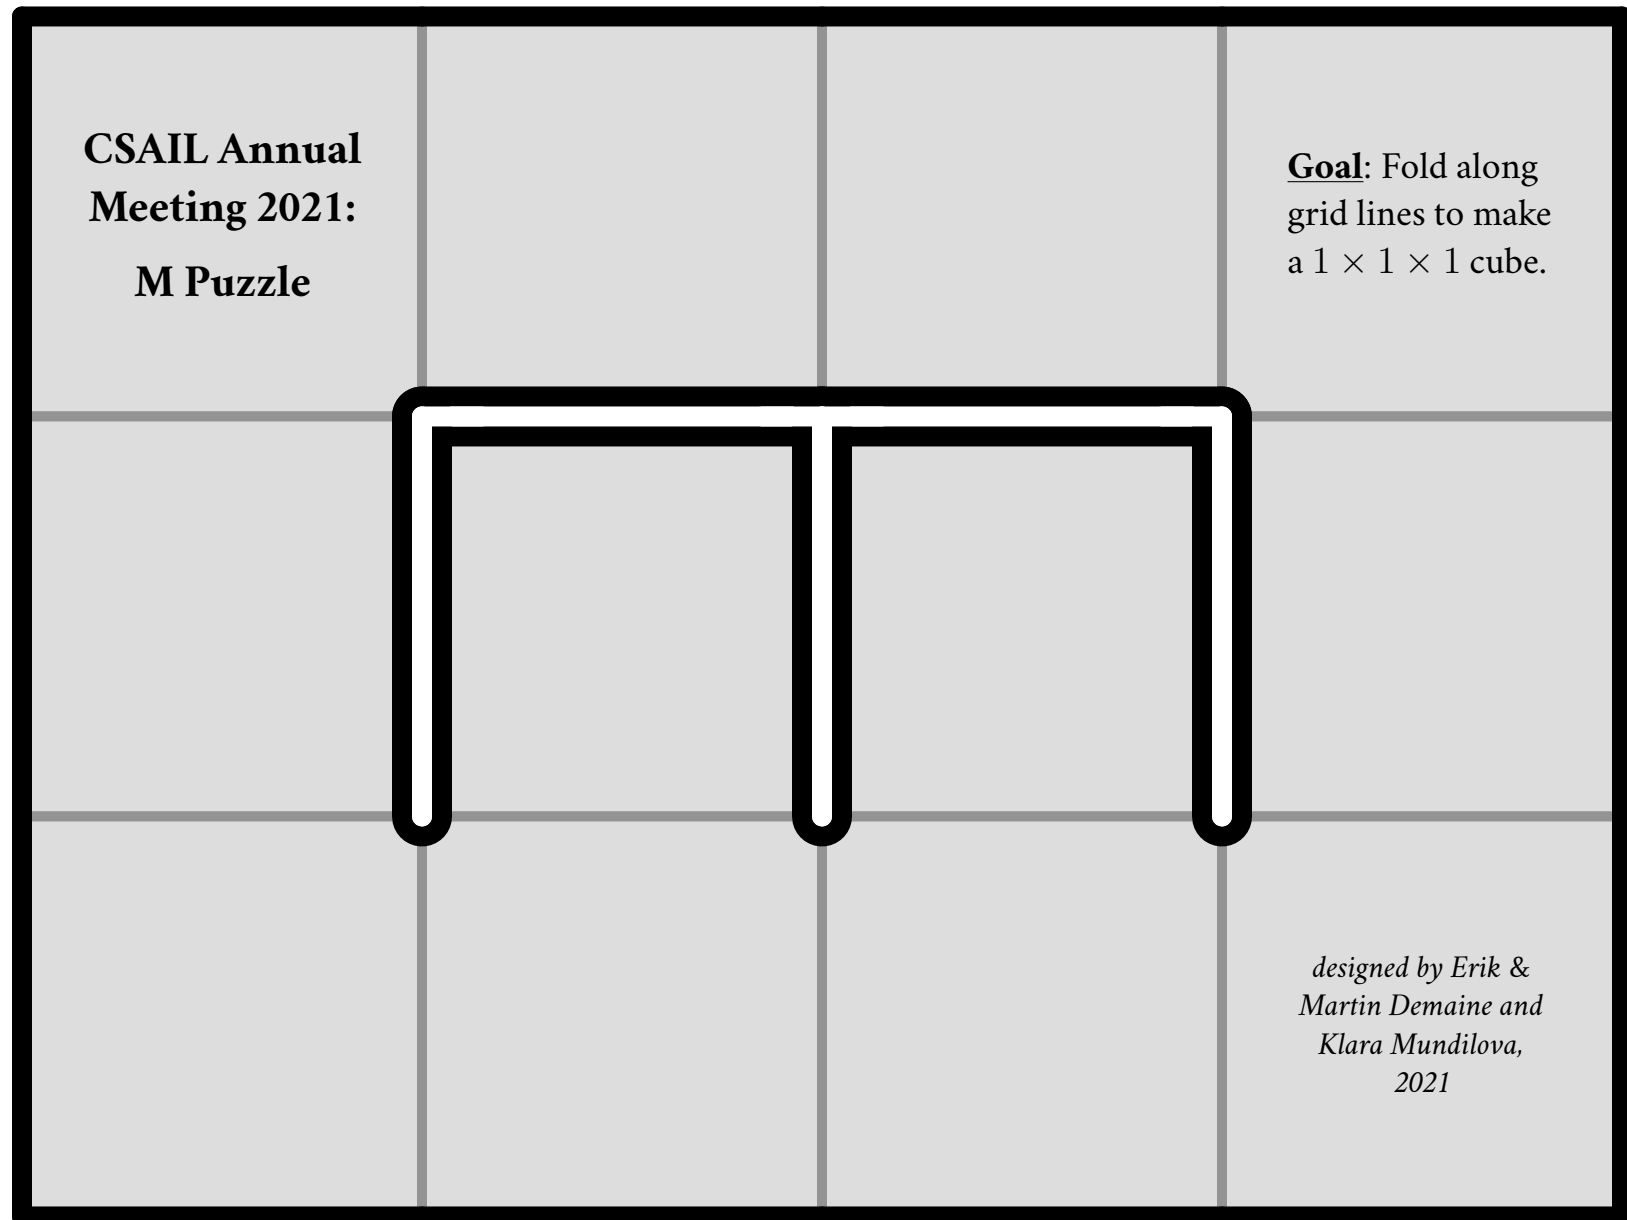 CSAIL Annual
Meeting 2021:
M Puzzle
Goal: Fold along
grid lines to make
a 1 × 1 × 1 cube.
designed by Erik &
Martin Demaine and
Klara Mundilova,
2021